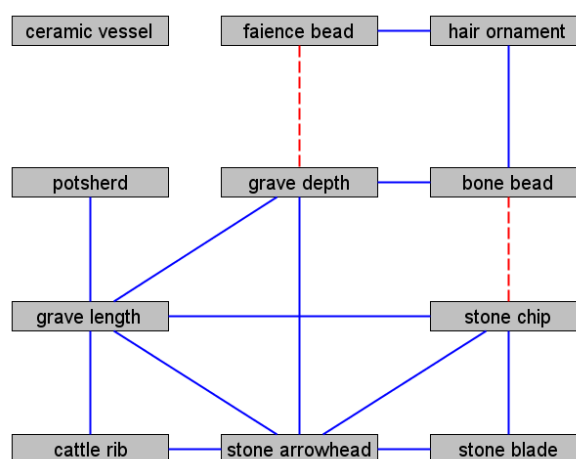 ceramic vessel
faience bead
hair ornament
potsherd
grave depth
bone bead
grave length
stone chip
cattle rib
stone arrowhead
stone blade